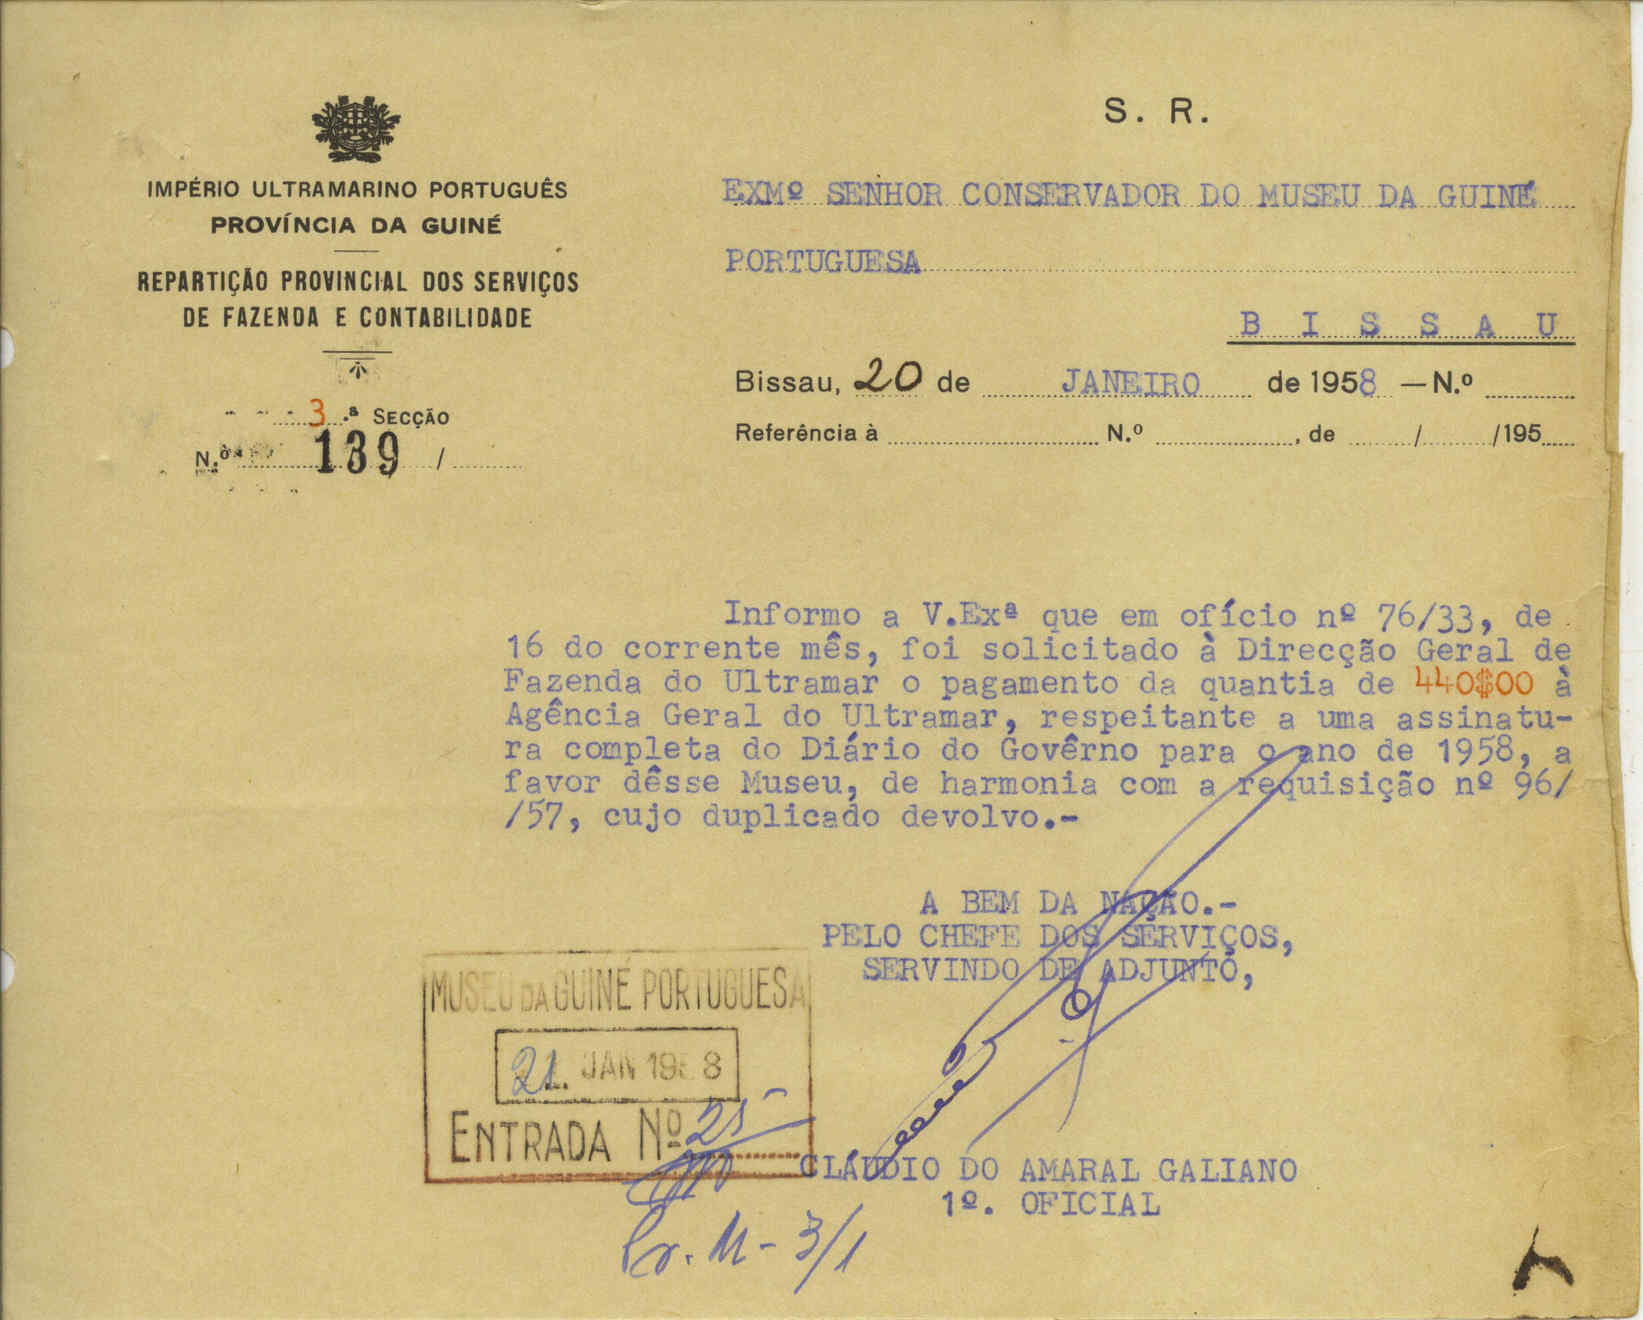 IMPÉRIO ULTRAMARINO PORTUGUÊS
PROVÍNCIA DA GUINÉ
REPARTIÇÃO PROVINCIAL DOS SERVIÇOS
DE FAZENDA E CONTABILIDADE
3.ª SECÇÃO
N.º 139 /
S. R.
EXMº SENHOR CONSERVADOR DO MUSEU DA GUINÉ
PORTUGUESA
B I S S A U
Bissau, 20 de JANEIRO de 1958 — N.º
Referência à N.º , de / /195
Informo a V.Exª que em ofício nº 76/33, de
16 do corrente mês, foi solicitado à Direcção Geral de
Fazenda do Ultramar o pagamento da quantia de 440$00 à
Agência Geral do Ultramar, respeitante a uma assinatu-
ra completa do Diário do Govêrno para o ano de 1958, a
favor dêsse Museu, de harmonia com a requisição nº 96/
/57, cujo duplicado devolvo.-
A BEM DA NAÇÃO.-
PELO CHEFE DOS SERVIÇOS,
SERVINDO DE ADJUNTO,
MUSEU DA GUINÉ PORTUGUESA
21. JAN 1958
ENTRADA Nº 25
CLÁUDIO DO AMARAL GALIANO
1º. OFICIAL
M - 3/1